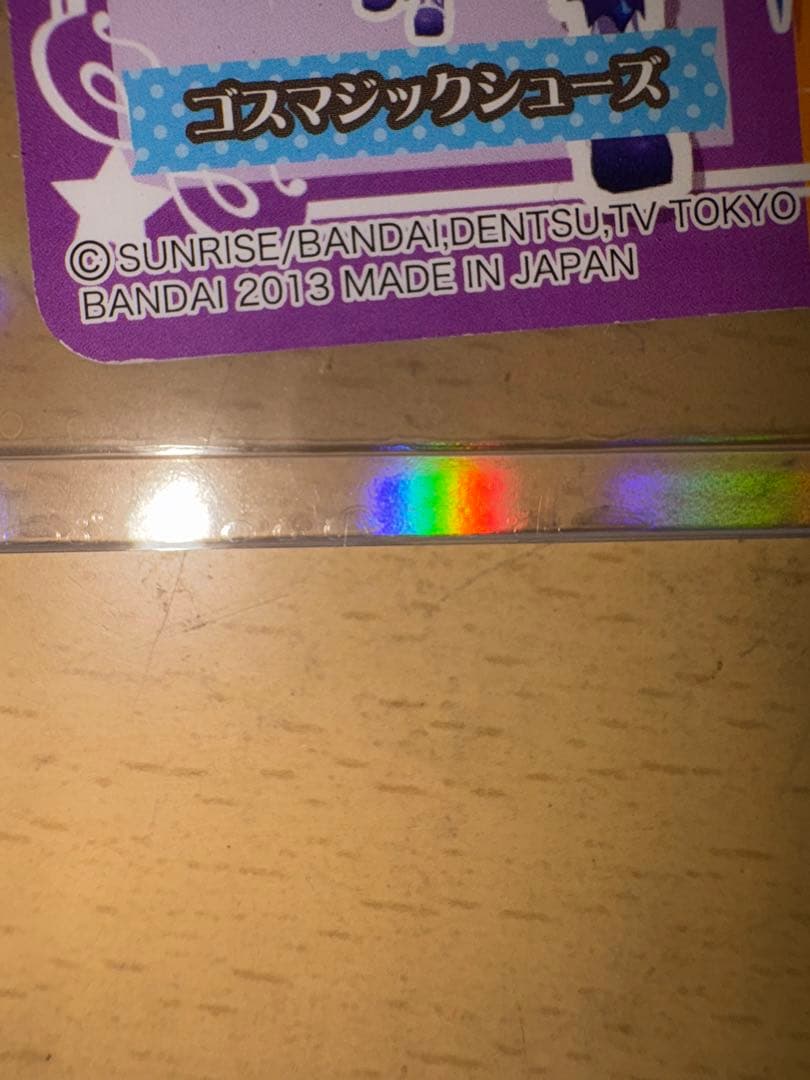 ゴスマジックシューズ
©SUNRISE/BANDAI,DENTSU,TV TOKYO
BANDAI 2013 MADE IN JAPAN